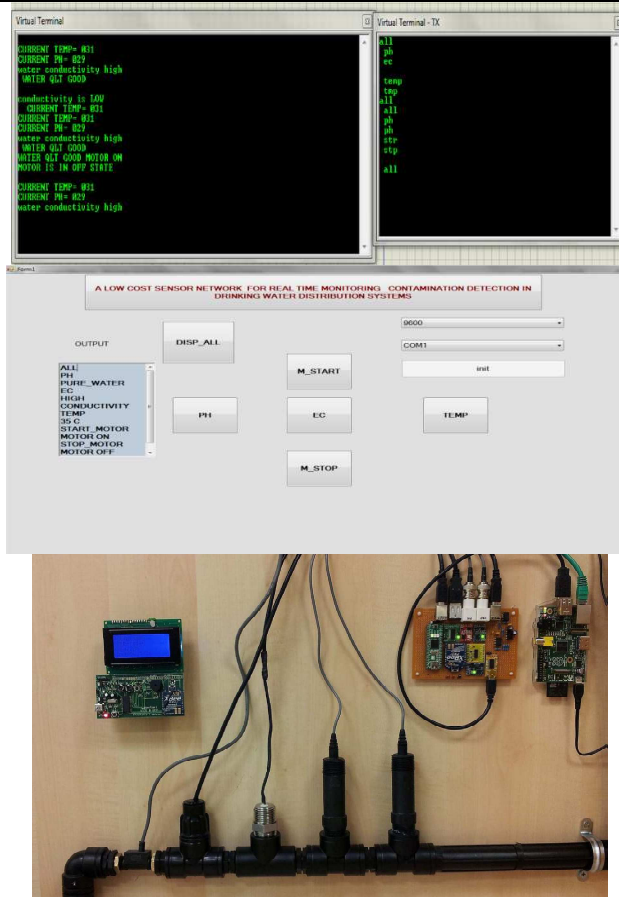 Virtual Terminal
CURRENT TEMP= 031
CURRENT PH= 029
water conductivity high
WATER QLT GOOD
conductivity is LOW
CURRENT TEMP= 031
CURRENT TEMP= 031
CURRENT PH= 029
water conductivity high
WATER QLT GOOD
WATER QLT GOOD MOTOR ON
MOTOR IS IN OFF STATE
CURRENT TEMP= 031
CURRENT PH= 029
water conductivity high
Virtual Terminal - TX
all
ph
ec
temp
tmp
all
all
ph
ph
str
stp
all
Form1
A LOW COST SENSOR NETWORK FOR REAL TIME MONITORING CONTAMINATION DETECTION IN
DRINKING WATER DISTRIBUTION SYSTEMS
9600
COM1
init
OUTPUT
DISP_ALL
M_START
PH
EC
TEMP
M_STOP
ALL
PH
PURE_WATER
EC
HIGH
CONDUCTIVITY
TEMP
35 C
START_MOTOR
MOTOR ON
STOP_MOTOR
MOTOR OFF